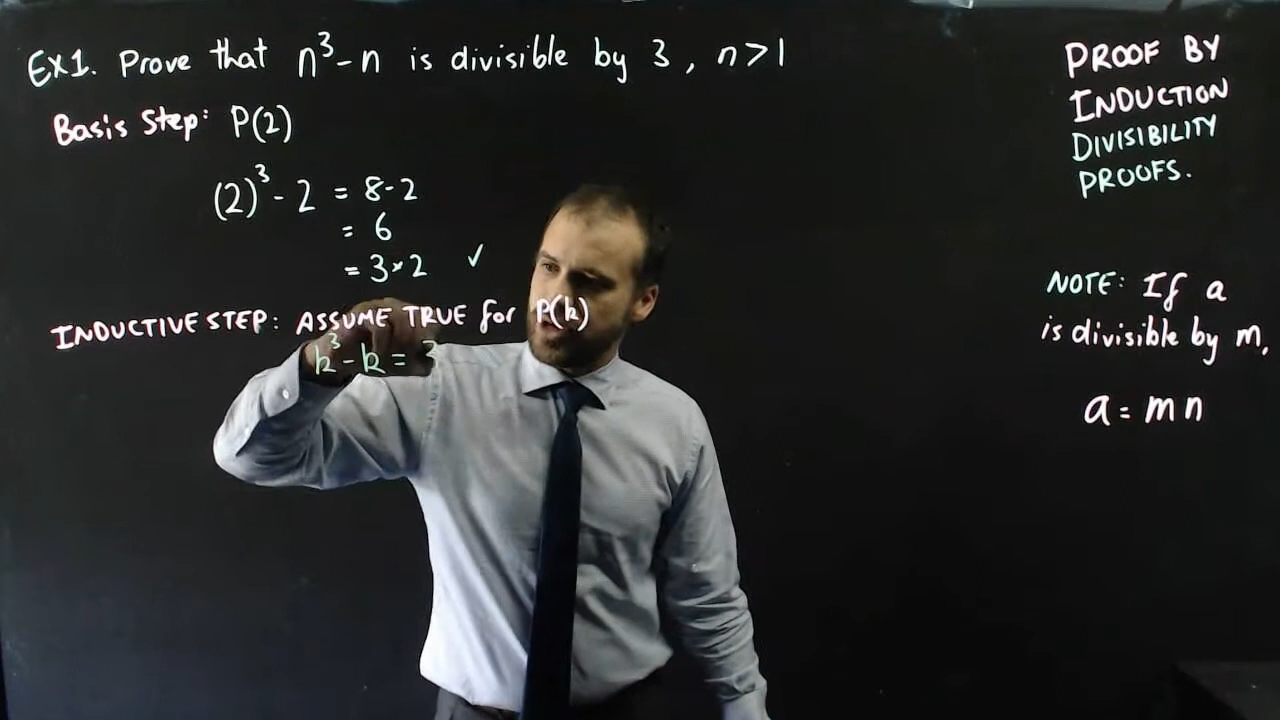 Ex1. Prove that n³-n is divisible by 3, n>1
Basis Step: P(2)
(2)³-2 = 8-2
= 6
= 3×2 ✓
INDUCTIVE STEP: ASSUME TRUE for P(k)
k³-k = 3
PROOF BY
INDUCTION
DIVISIBILITY
PROOFS.
NOTE: If a
is divisible by m,
a = mn